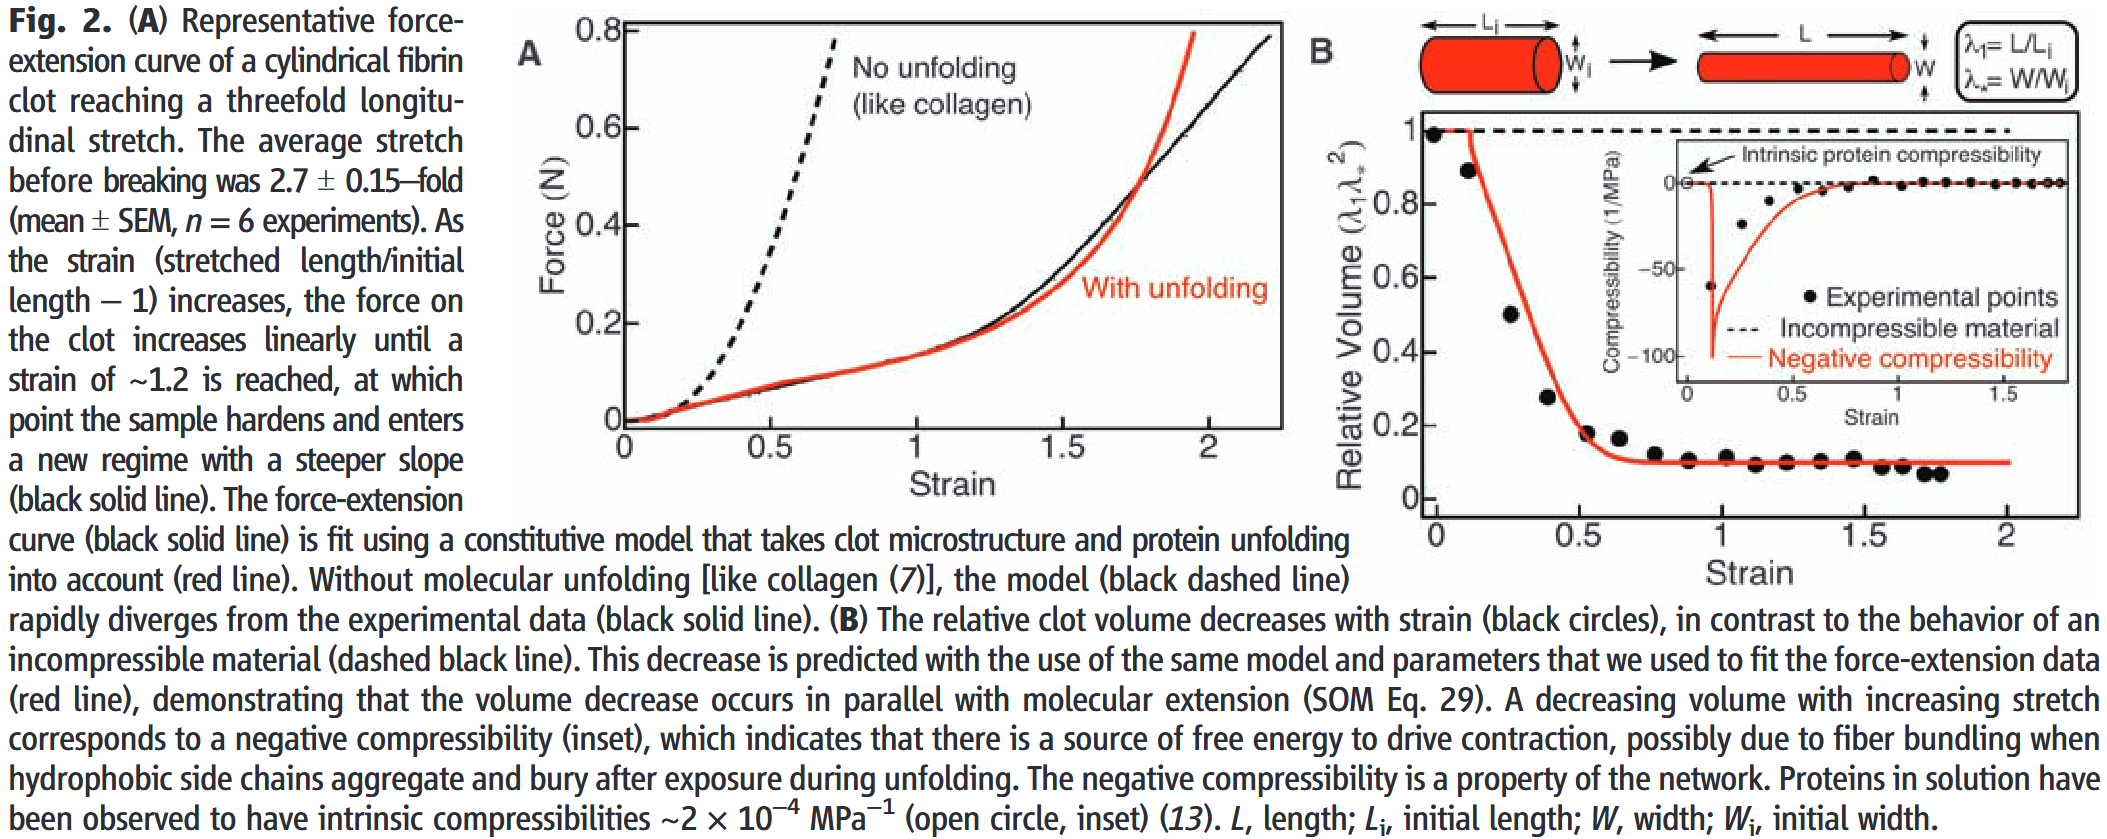 Fig. 2. (A) Representative force-
extension curve of a cylindrical fibrin
clot reaching a threefold longitu-
dinal stretch. The average stretch
before breaking was 2.7 ± 0.15–fold
(mean ± SEM, n = 6 experiments). As
the strain (stretched length/initial
length − 1) increases, the force on
the clot increases linearly until a
strain of ~1.2 is reached, at which
point the sample hardens and enters
a new regime with a steeper slope
(black solid line). The force-extension
curve (black solid line) is fit using a constitutive model that takes clot microstructure and protein unfolding
into account (red line). Without molecular unfolding [like collagen (7)], the model (black dashed line)
rapidly diverges from the experimental data (black solid line). (B) The relative clot volume decreases with strain (black circles), in contrast to the behavior of an
incompressible material (dashed black line). This decrease is predicted with the use of the same model and parameters that we used to fit the force-extension data
(red line), demonstrating that the volume decrease occurs in parallel with molecular extension (SOM Eq. 29). A decreasing volume with increasing stretch
corresponds to a negative compressibility (inset), which indicates that there is a source of free energy to drive contraction, possibly due to fiber bundling when
hydrophobic side chains aggregate and bury after exposure during unfolding. The negative compressibility is a property of the network. Proteins in solution have
been observed to have intrinsic compressibilities ~2 × 10⁻⁴ MPa⁻¹ (open circle, inset) (13). L, length; Lᵢ, initial length; W, width; Wᵢ, initial width.
A
0.8
0.6
0.4
0.2
0
Force (N)
No unfolding
(like collagen)
With unfolding
0 0.5 1 1.5 2
Strain
B
Lᵢ
Wᵢ
L
W
λ₁= L/Lᵢ
λ*= W/Wᵢ
Relative Volume (λ₁λ*²)
1
0.8
0.6
0.4
0.2
0
0 0.5 1 1.5 2
Strain
Compressibility (1/MPa)
0
−50
−100
Intrinsic protein compressibility
Experimental points
Incompressible material
Negative compressibility
0 0.5 1 1.5
Strain